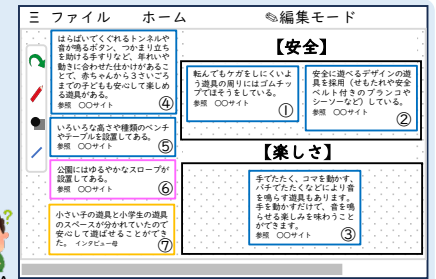 三 ファイル ホーム ✎編集モード
はらばいてくぐれるトンネルや
音が鳴るボタン、つかまり立ち
を助ける手すりなど、年れいや
動きに合わせた仕かけがあるこ
とで、赤ちゃんから3さいごろ
までの子どもも安心して楽しめ
る遊具がある。
参照 ○○サイト ④
いろいろな高さや種類のベンチ
やテーブルを設置してある。
参照 ○○サイト ⑤
公園にはゆるやかなスロープが
設置してある。
参照 ○○サイト ⑥
小さい子の遊具と小学生の遊具
のスペースが分かれていたので
安心して遊ばせることができ
た。 インタビュー母 ⑦
【安全】
転んでもケガをしにくいよ
う遊具の周りにはゴムチッ
プでほそうをしている。
参照 ○○サイト ①
安全に遊べるデザインの遊
具を採用(せもたれや安全
ベルト付きのブランコや
シーソーなど)している。
参照 ○○サイト ②
【楽しさ】
手でたたく、コマを動かす、
バチでたたくなどにより音
を鳴らす遊具もあります。
手を動かすだけで、音を鳴
らせる楽しみを味わうこと
ができます。
参照 ○○サイト ③
?